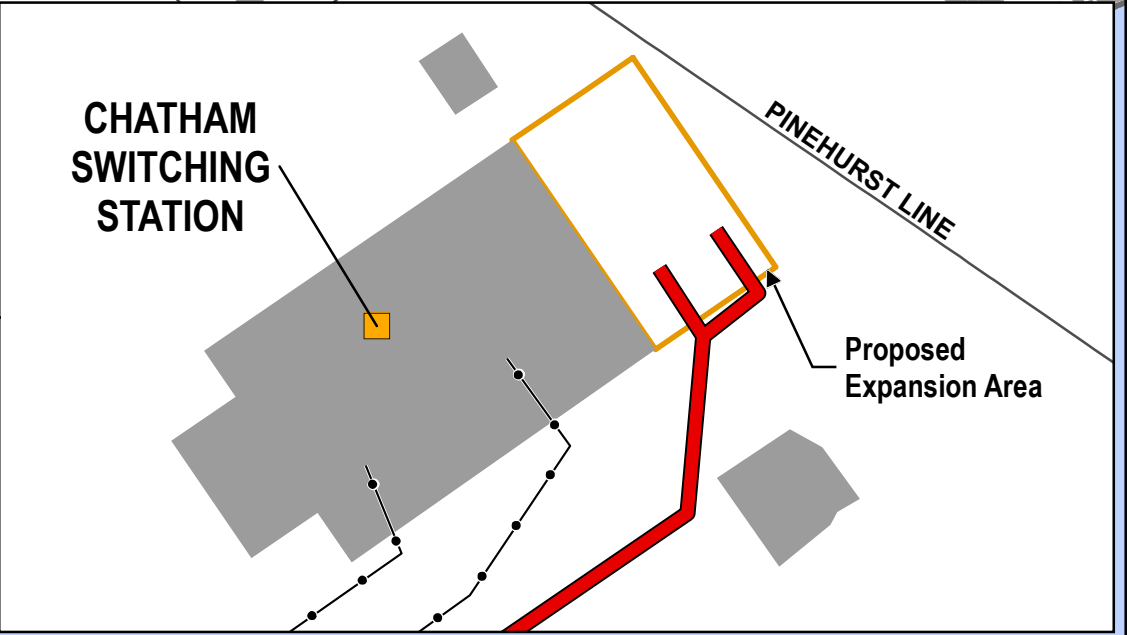 CHATHAM
SWITCHING
STATION
PINEHURST LINE
Proposed
Expansion Area